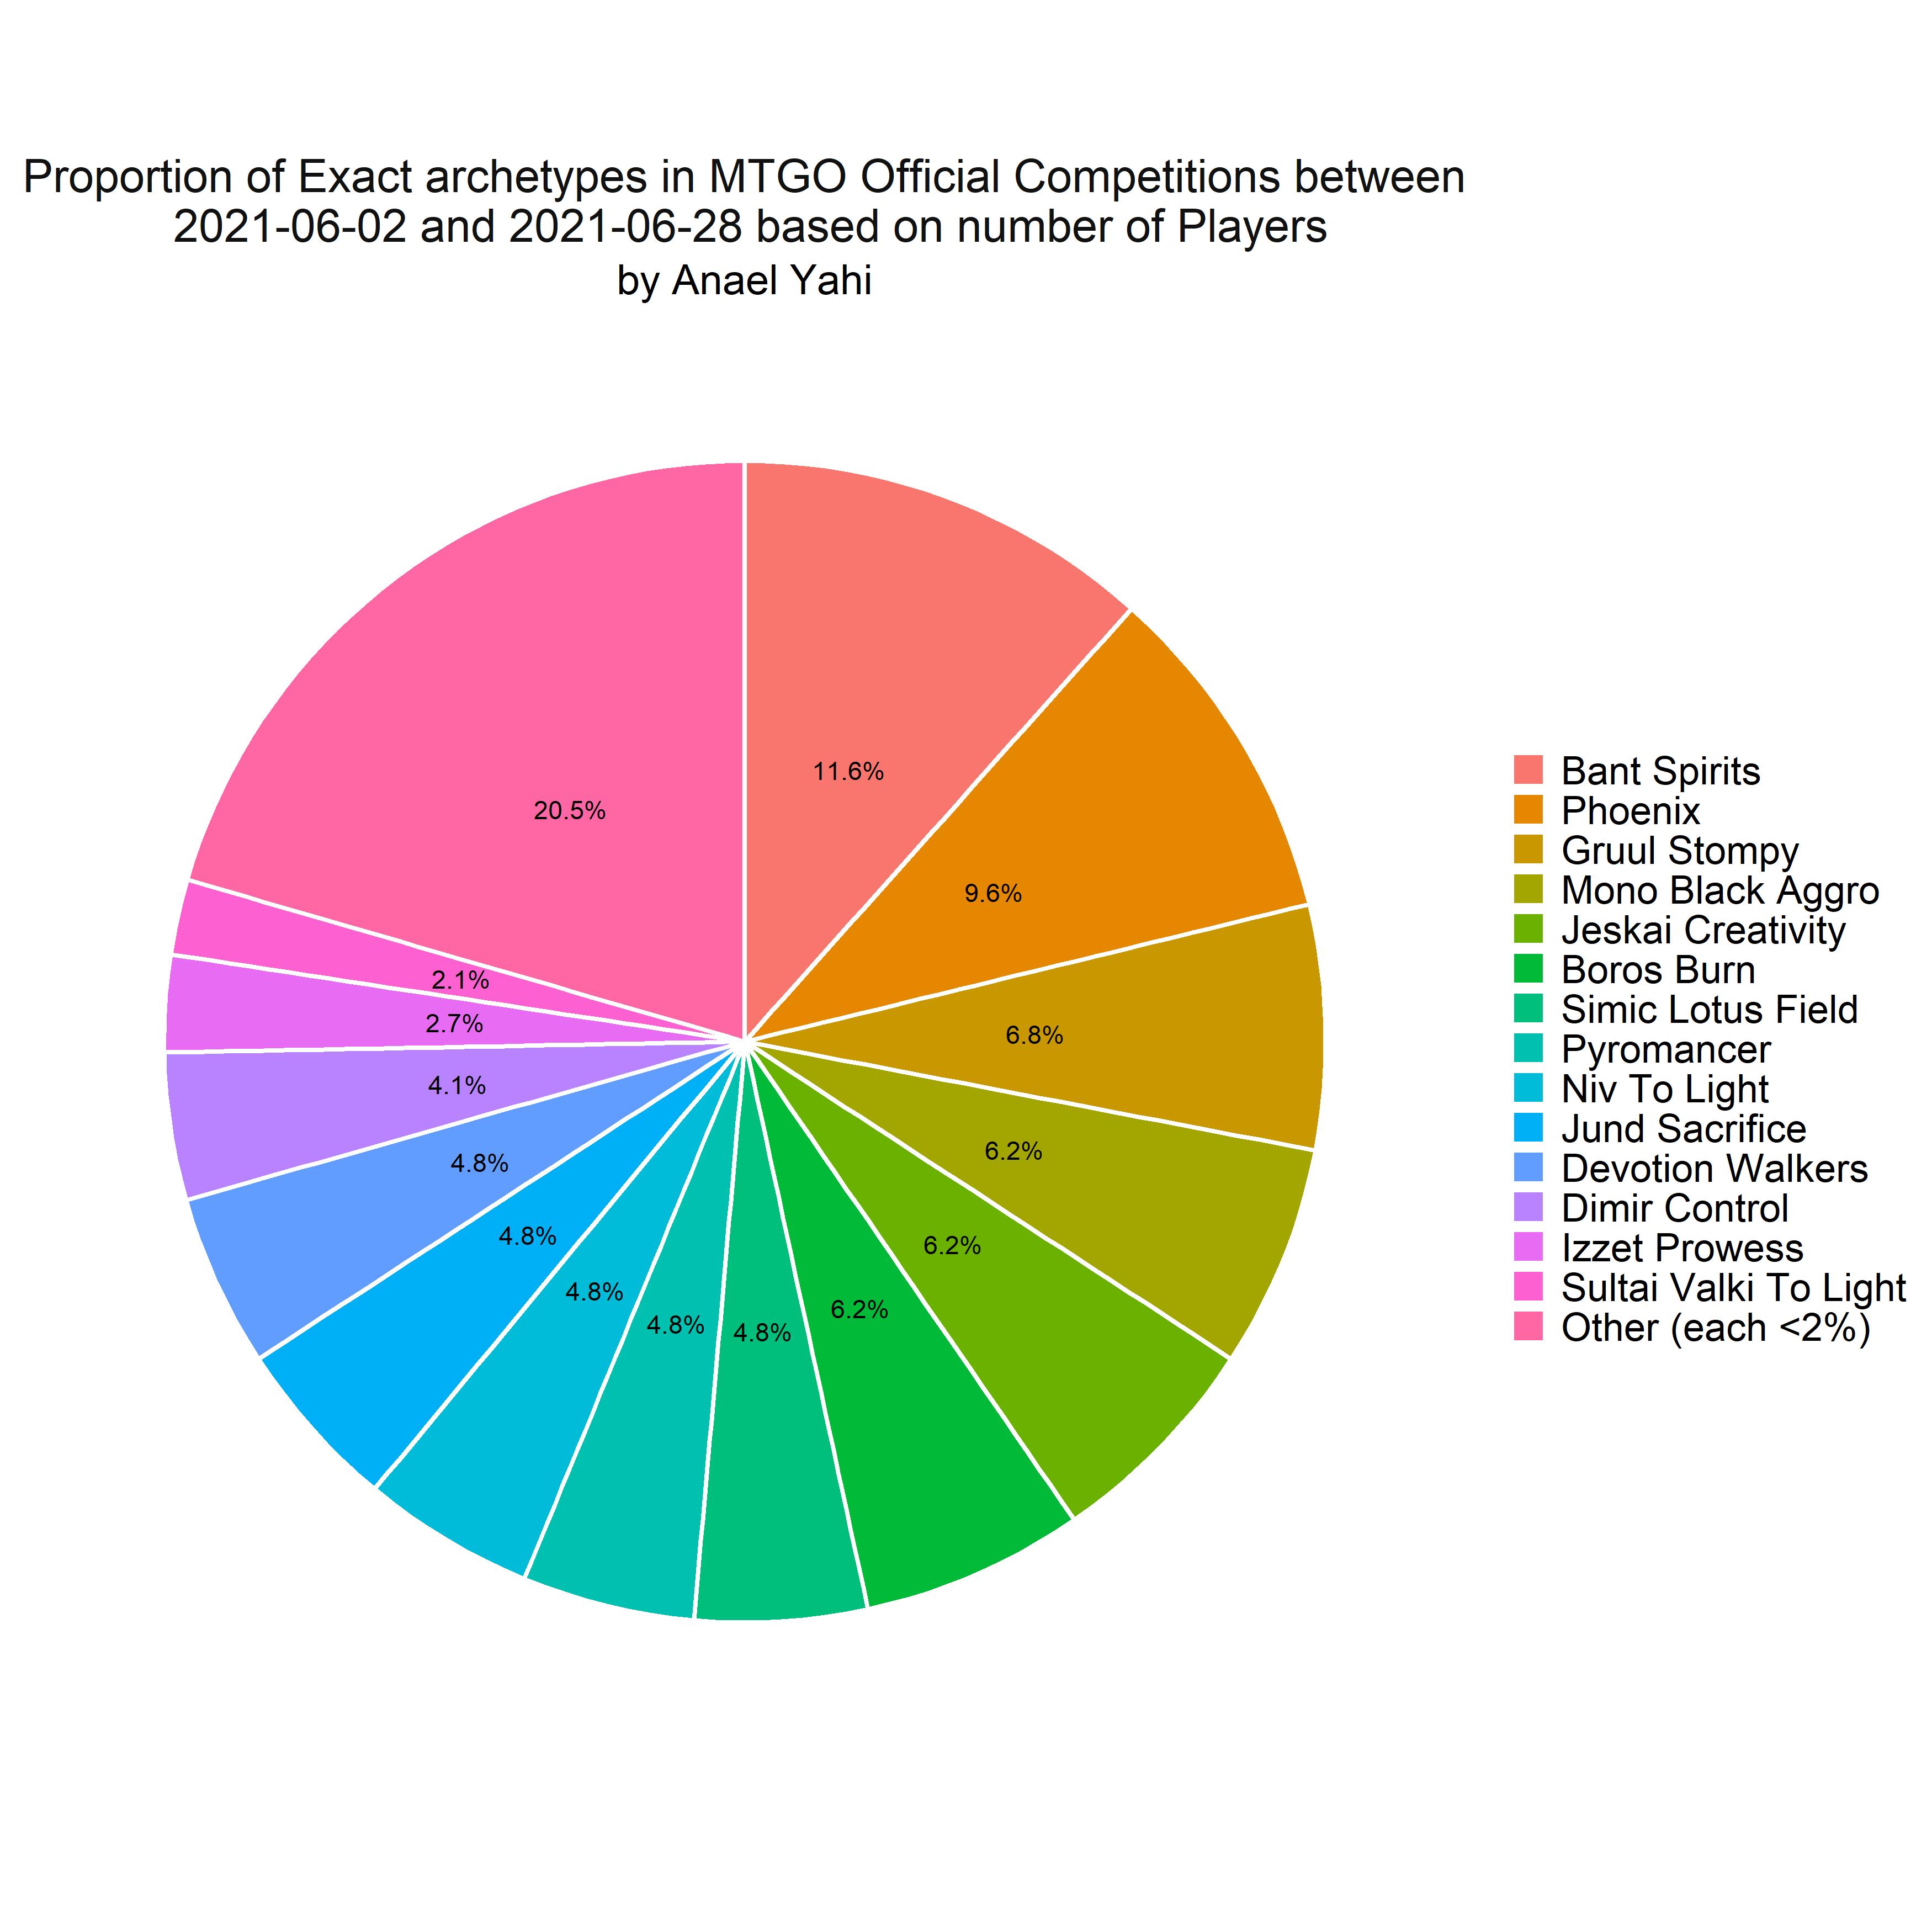 Proportion of Exact archetypes in MTGO Official Competitions between
2021-06-02 and 2021-06-28 based on number of Players
by Anael Yahi
11.6%
20.5%
9.6%
2.1%
2.7%
6.8%
4.1%
6.2%
4.8%
4.8%
6.2%
4.8%
6.2%
4.8%
4.8%
Bant Spirits
Phoenix
Gruul Stompy
Mono Black Aggro
Jeskai Creativity
Boros Burn
Simic Lotus Field
Pyromancer
Niv To Light
Jund Sacrifice
Devotion Walkers
Dimir Control
Izzet Prowess
Sultai Valki To Light
Other (each <2%)